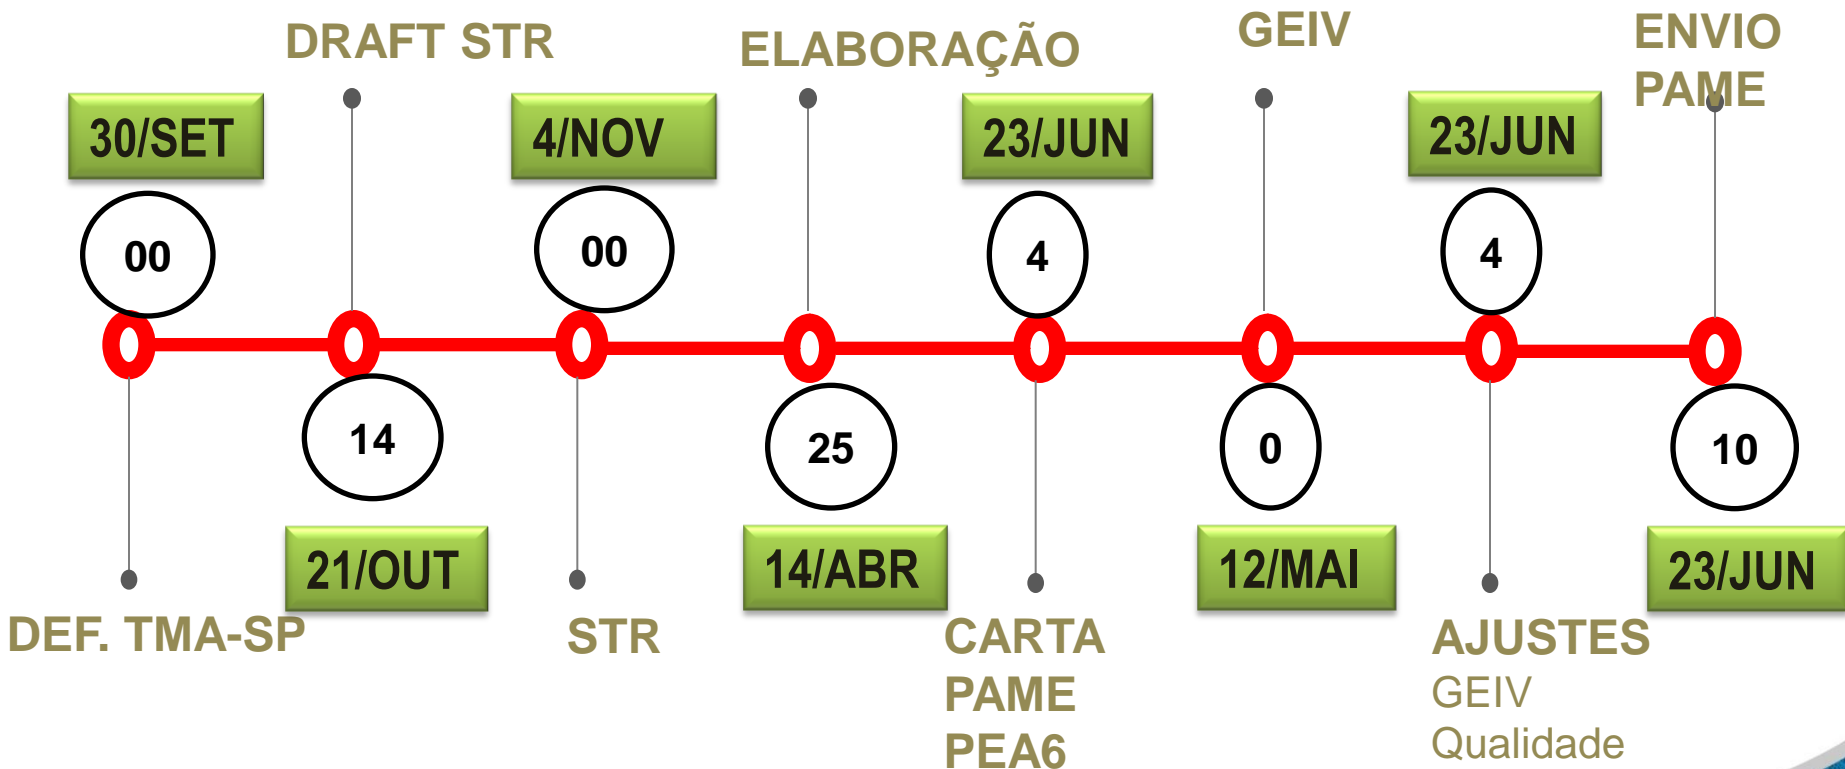 DRAFT STR
ELABORAÇÃO
GEIV
ENVIO
PAME
30/SET
4/NOV
23/JUN
23/JUN
00
00
4
4
14
25
0
10
21/OUT
14/ABR
12/MAI
23/JUN
DEF. TMA-SP
STR
CARTA
PAME
PEA6
AJUSTES
GEIV
Qualidade